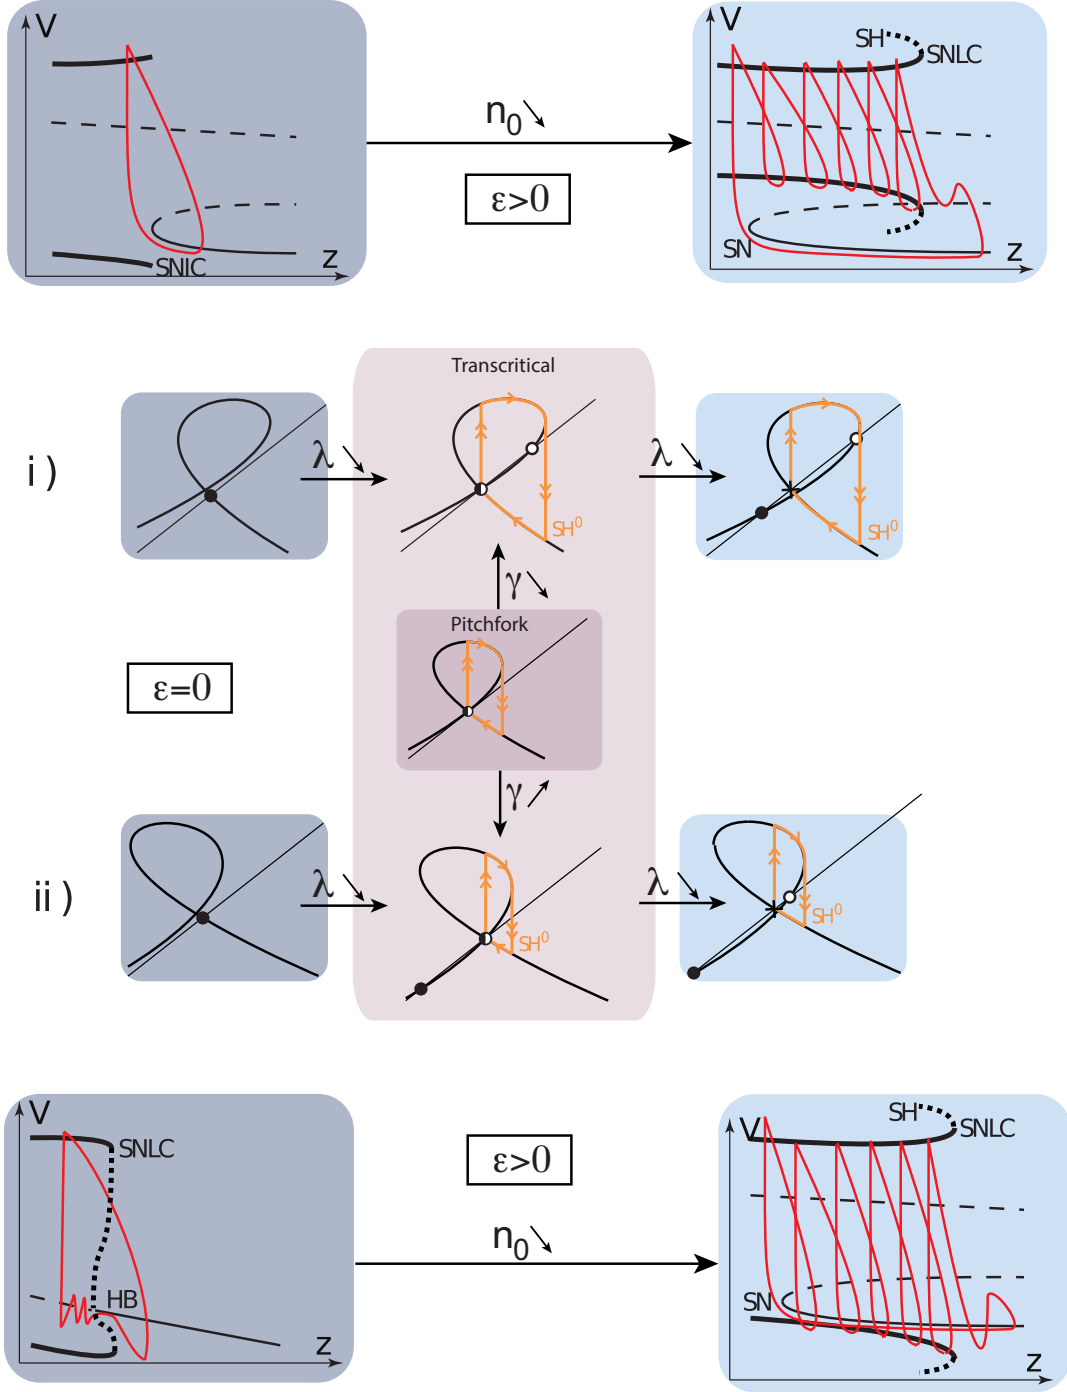 V
SNIC
z
n0 ↘
ε>0
V
SH
SNLC
SN
z
Transcritical
i )
λ ↘
SH0
λ ↘
SH0
γ ↘
Pitchfork
ε=0
γ ↗
ii )
λ ↘
SH0
λ ↘
SH0
V
SNLC
HB
z
ε>0
n0 ↘
V
SH
SNLC
SN
z